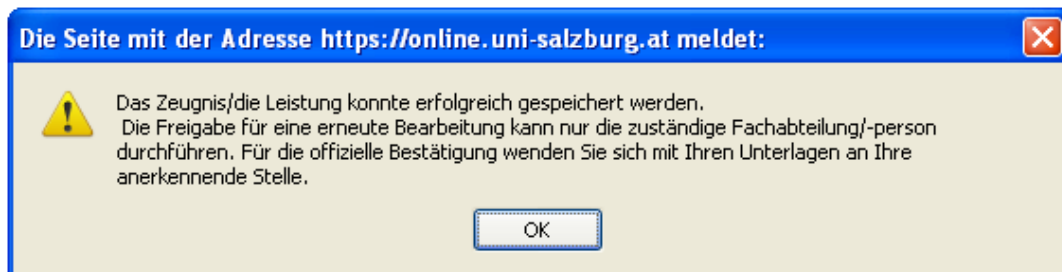 Die Seite mit der Adresse https://online.uni-salzburg.at meldet:
Das Zeugnis/die Leistung konnte erfolgreich gespeichert werden.
Die Freigabe für eine erneute Bearbeitung kann nur die zuständige Fachabteilung/-person
durchführen. Für die offizielle Bestätigung wenden Sie sich mit Ihren Unterlagen an Ihre
anerkennende Stelle.
OK